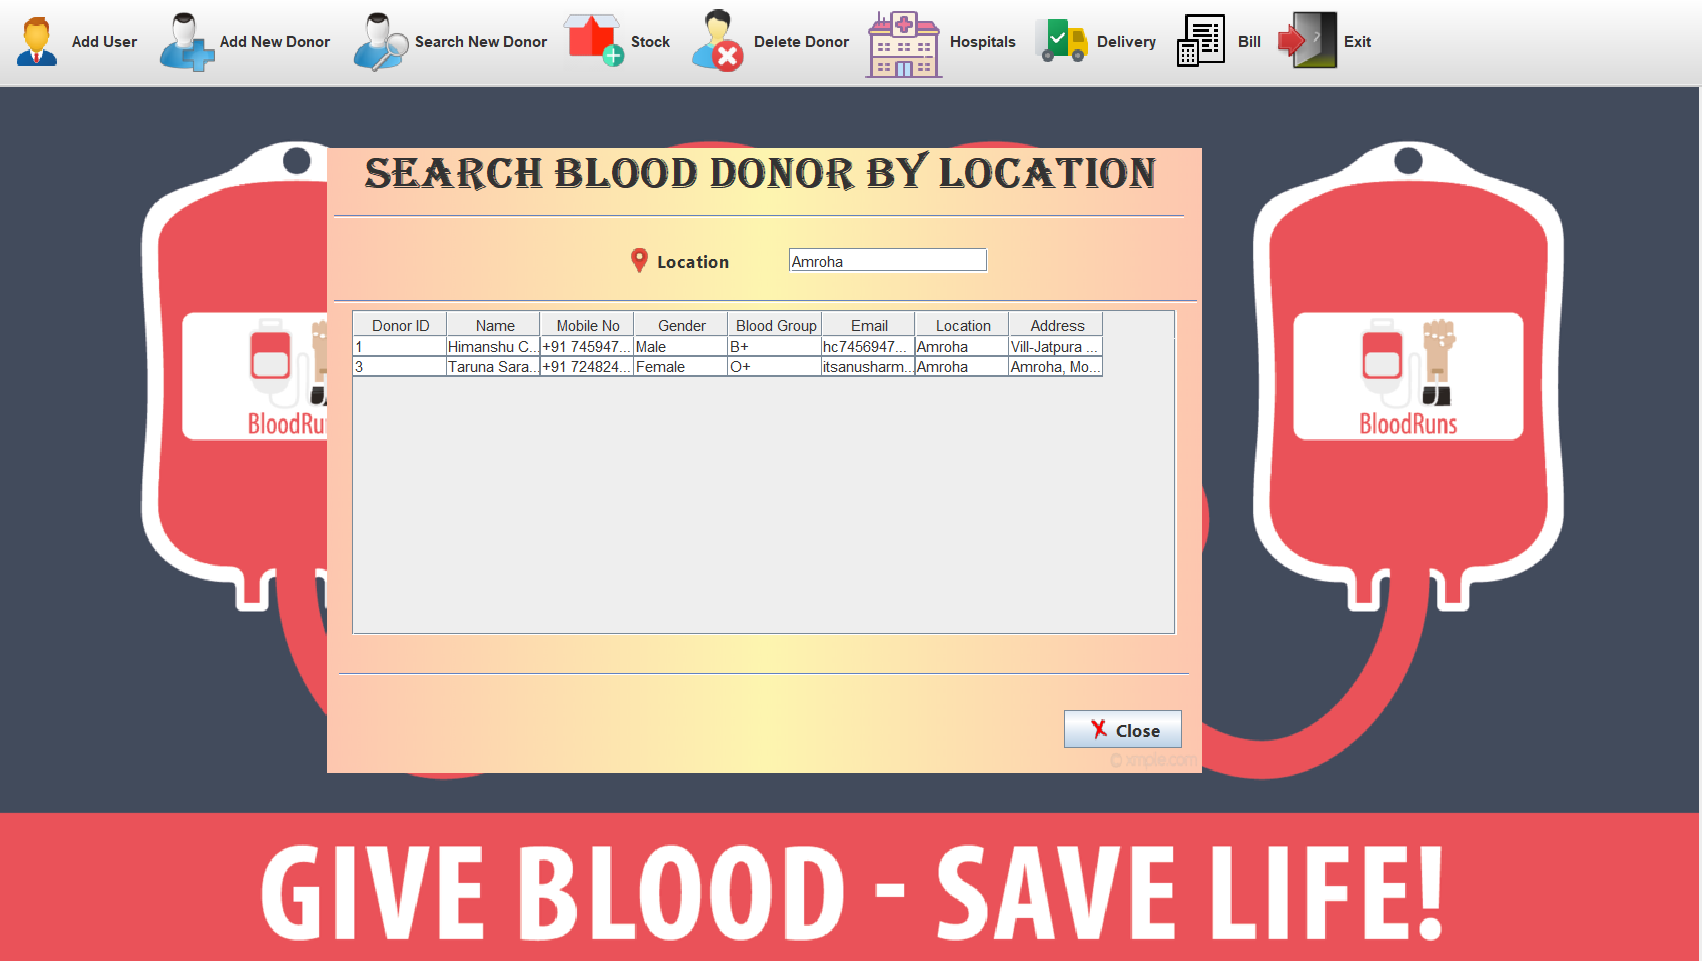 Add User Add New Donor Search New Donor Stock Delete Donor Hospitals Delivery Bill Exit
SEARCH BLOOD DONOR BY LOCATION
Location Amroha
Donor ID Name Mobile No Gender Blood Group Email Location Address
1 Himanshu C... +91 745947... Male B+ hc7456947... Amroha Vill-Jatpura ...
3 Taruna Sara... +91 724824... Female O+ itsanusharm... Amroha Amroha, Mo...
BloodRu
BloodRuns
Close
© xmple.com
GIVE BLOOD - SAVE LIFE!